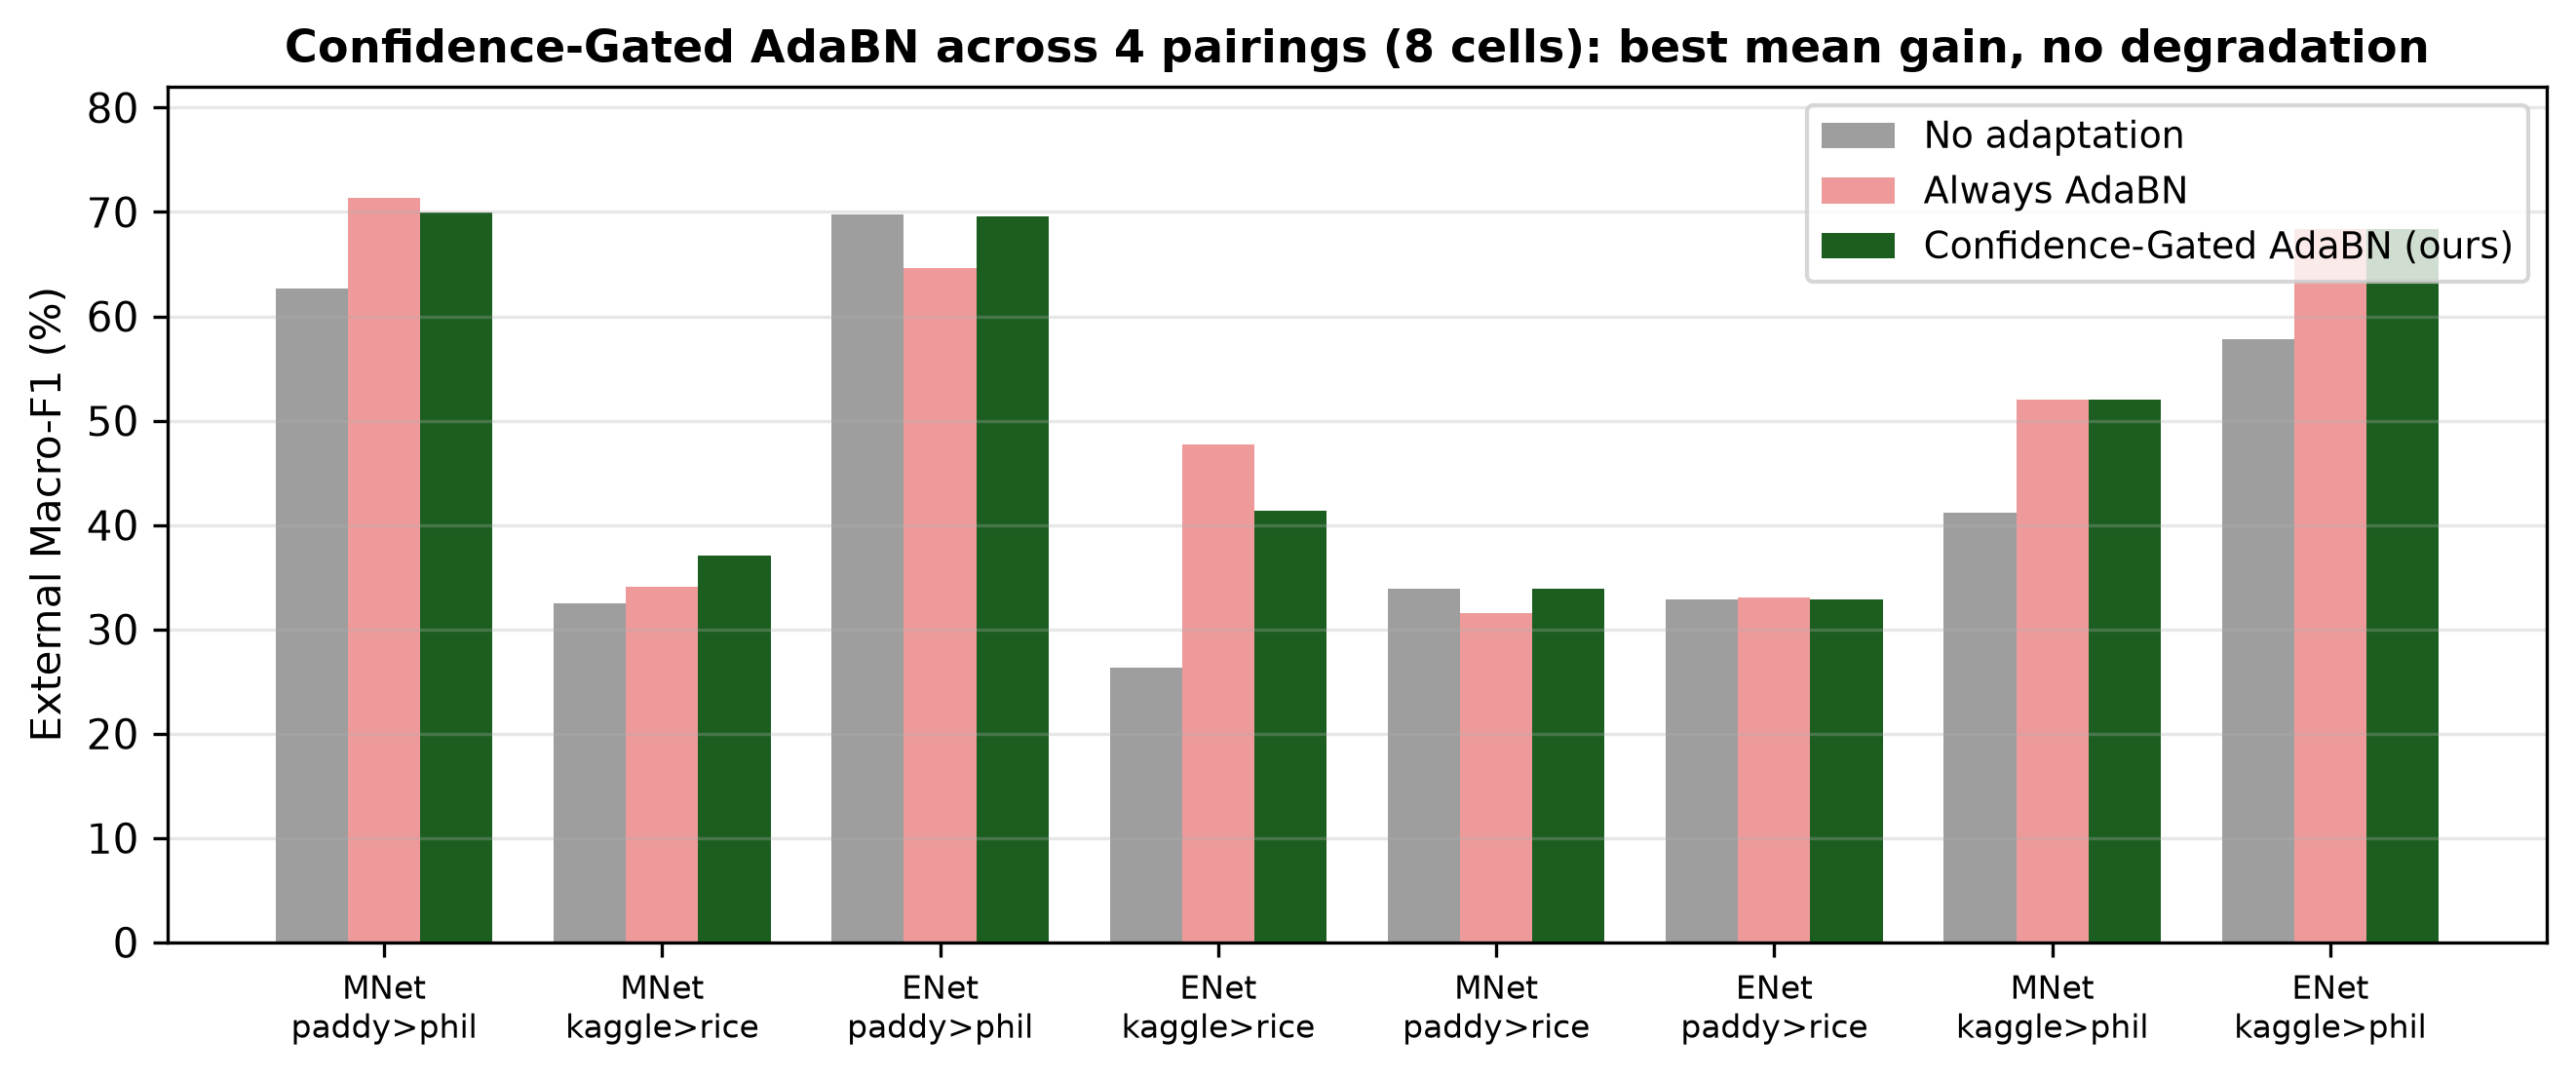 Confidence-Gated AdaBN across 4 pairings (8 cells): best mean gain, no degradation
External Macro-F1 (%)
80
70
60
50
40
30
20
10
0
No adaptation
Always AdaBN
Confidence-Gated AdaBN (ours)
MNet
paddy>phil
MNet
kaggle>rice
ENet
paddy>phil
ENet
kaggle>rice
MNet
paddy>rice
ENet
paddy>rice
MNet
kaggle>phil
ENet
kaggle>phil